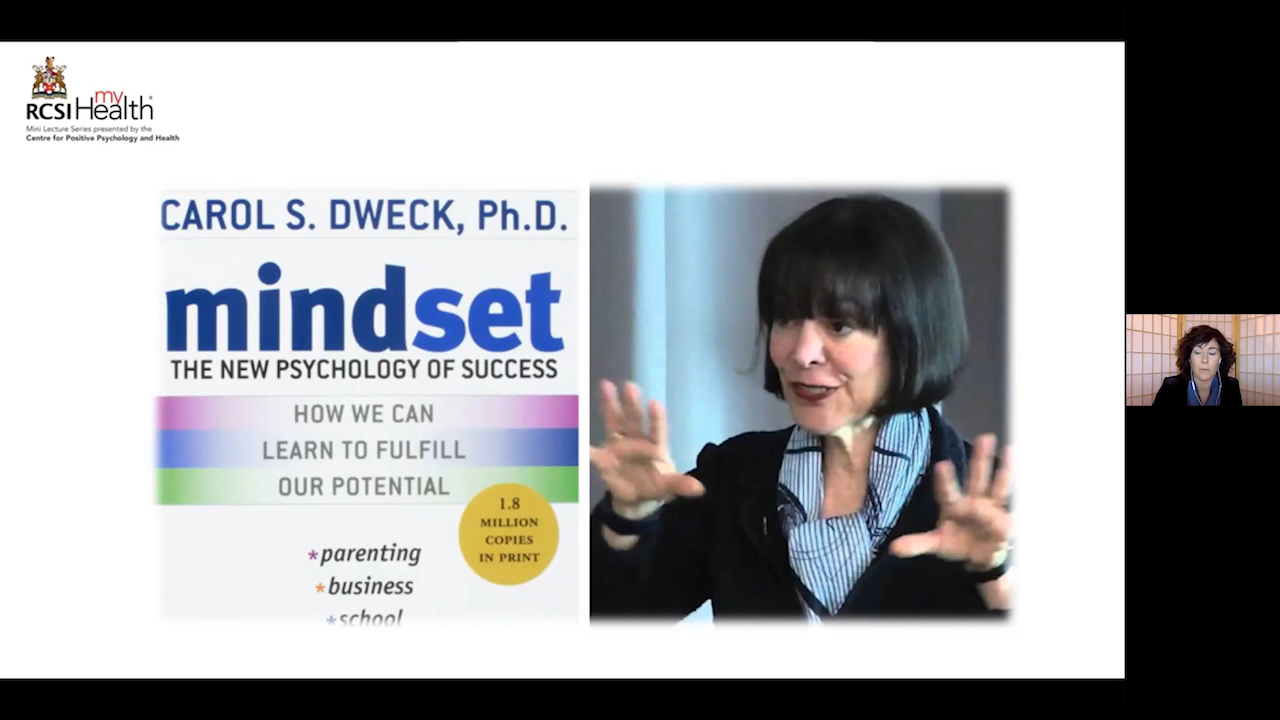 my
RCSI Health
Mini Lecture Series presented by the
Centre for Positive Psychology and Health
CAROL S. DWECK, Ph.D.
mindset
THE NEW PSYCHOLOGY OF SUCCESS
HOW WE CAN
LEARN TO FULFILL
OUR POTENTIAL
1.8
MILLION
COPIES
IN PRINT
*parenting
*business
*school